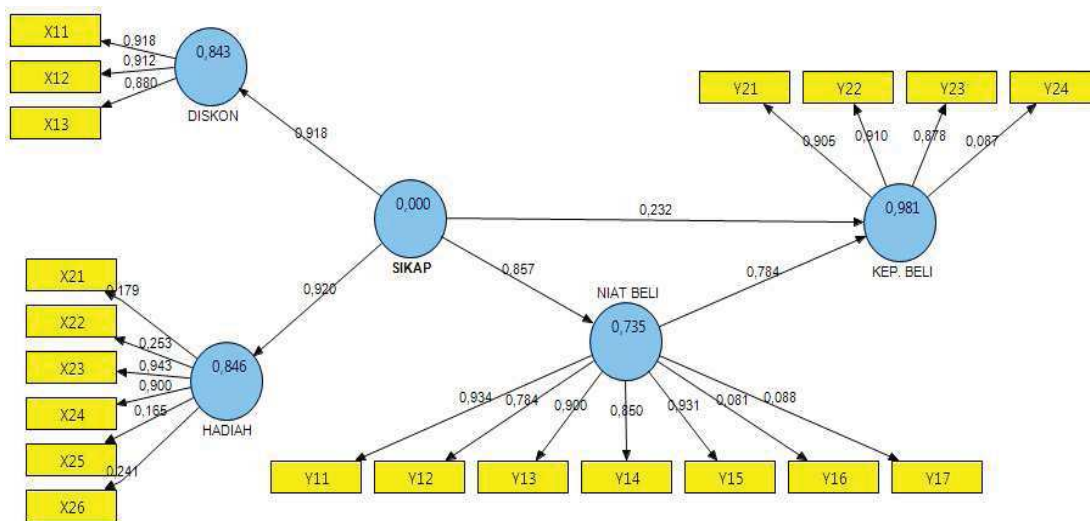 X11
0,918
X12
0,912
X13
0,880
0,843
DISKON
0,918
0,000
SIKAP
0,920
0,857
0,232
Y21
Y22
Y23
Y24
0,905
0,910
0,878
0,087
0,981
KEP. BELI
0,784
NIAT BELI
0,735
X21
X22
X23
X24
X25
X26
0,179
0,253
0,943
0,900
0,165
0,241
0,846
HADIAH
0,934
0,784
0,900
0,850
0,931
0,081
0,088
Y11
Y12
Y13
Y14
Y15
Y16
Y17